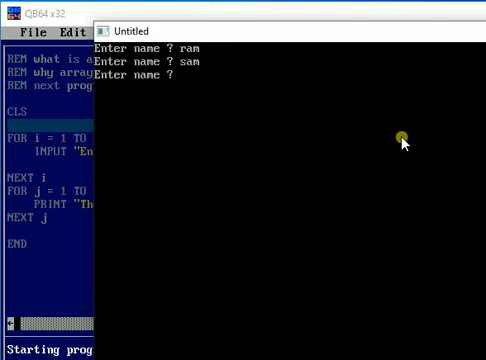 QB64 x32
File Edit
Untitled
Enter name ? ram
Enter name ? sam
Enter name ?
REM what is a
REM why array
REM next prog
CLS
FOR i = 1 TO
INPUT "En
NEXT i
FOR j = 1 TO
PRINT "Th
NEXT j
END
Starting prog